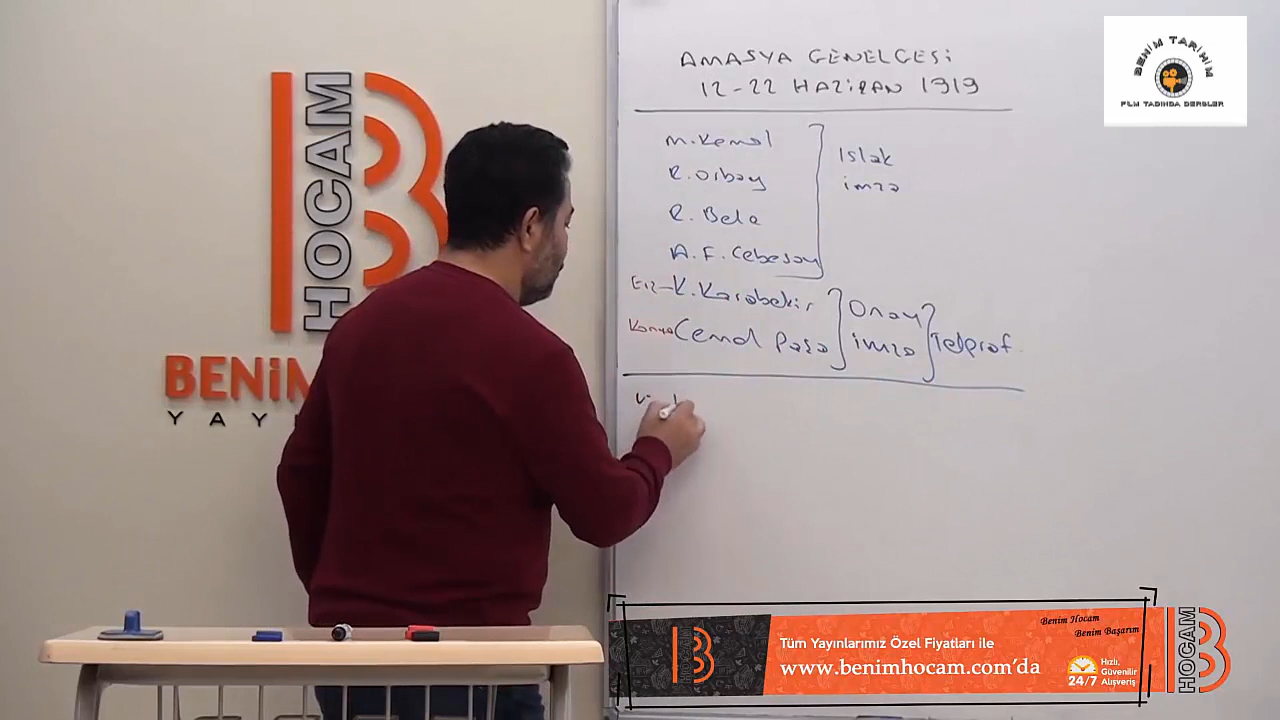 AMASYA GENELGESİ
12-22 HAZİRAN 1919
M.Kemal
R.Orbay
R. Bele
A.F. Cebesoy
Islak
imza
Erz-K.Karabekir
Konya Cemal Paşa
Onay
imza
Telgraf
HOCAM
BENİM
YAY
BENİM TARİHİM
FİLM TADINDA DERSLER
HOCAM
Tüm Yayınlarımız Özel Fiyatları ile
www.benimhocam.com'da
Benim Hocam
Benim Başarım
24/7
Hızlı,
Güvenilir
Alışveriş
HOCAM